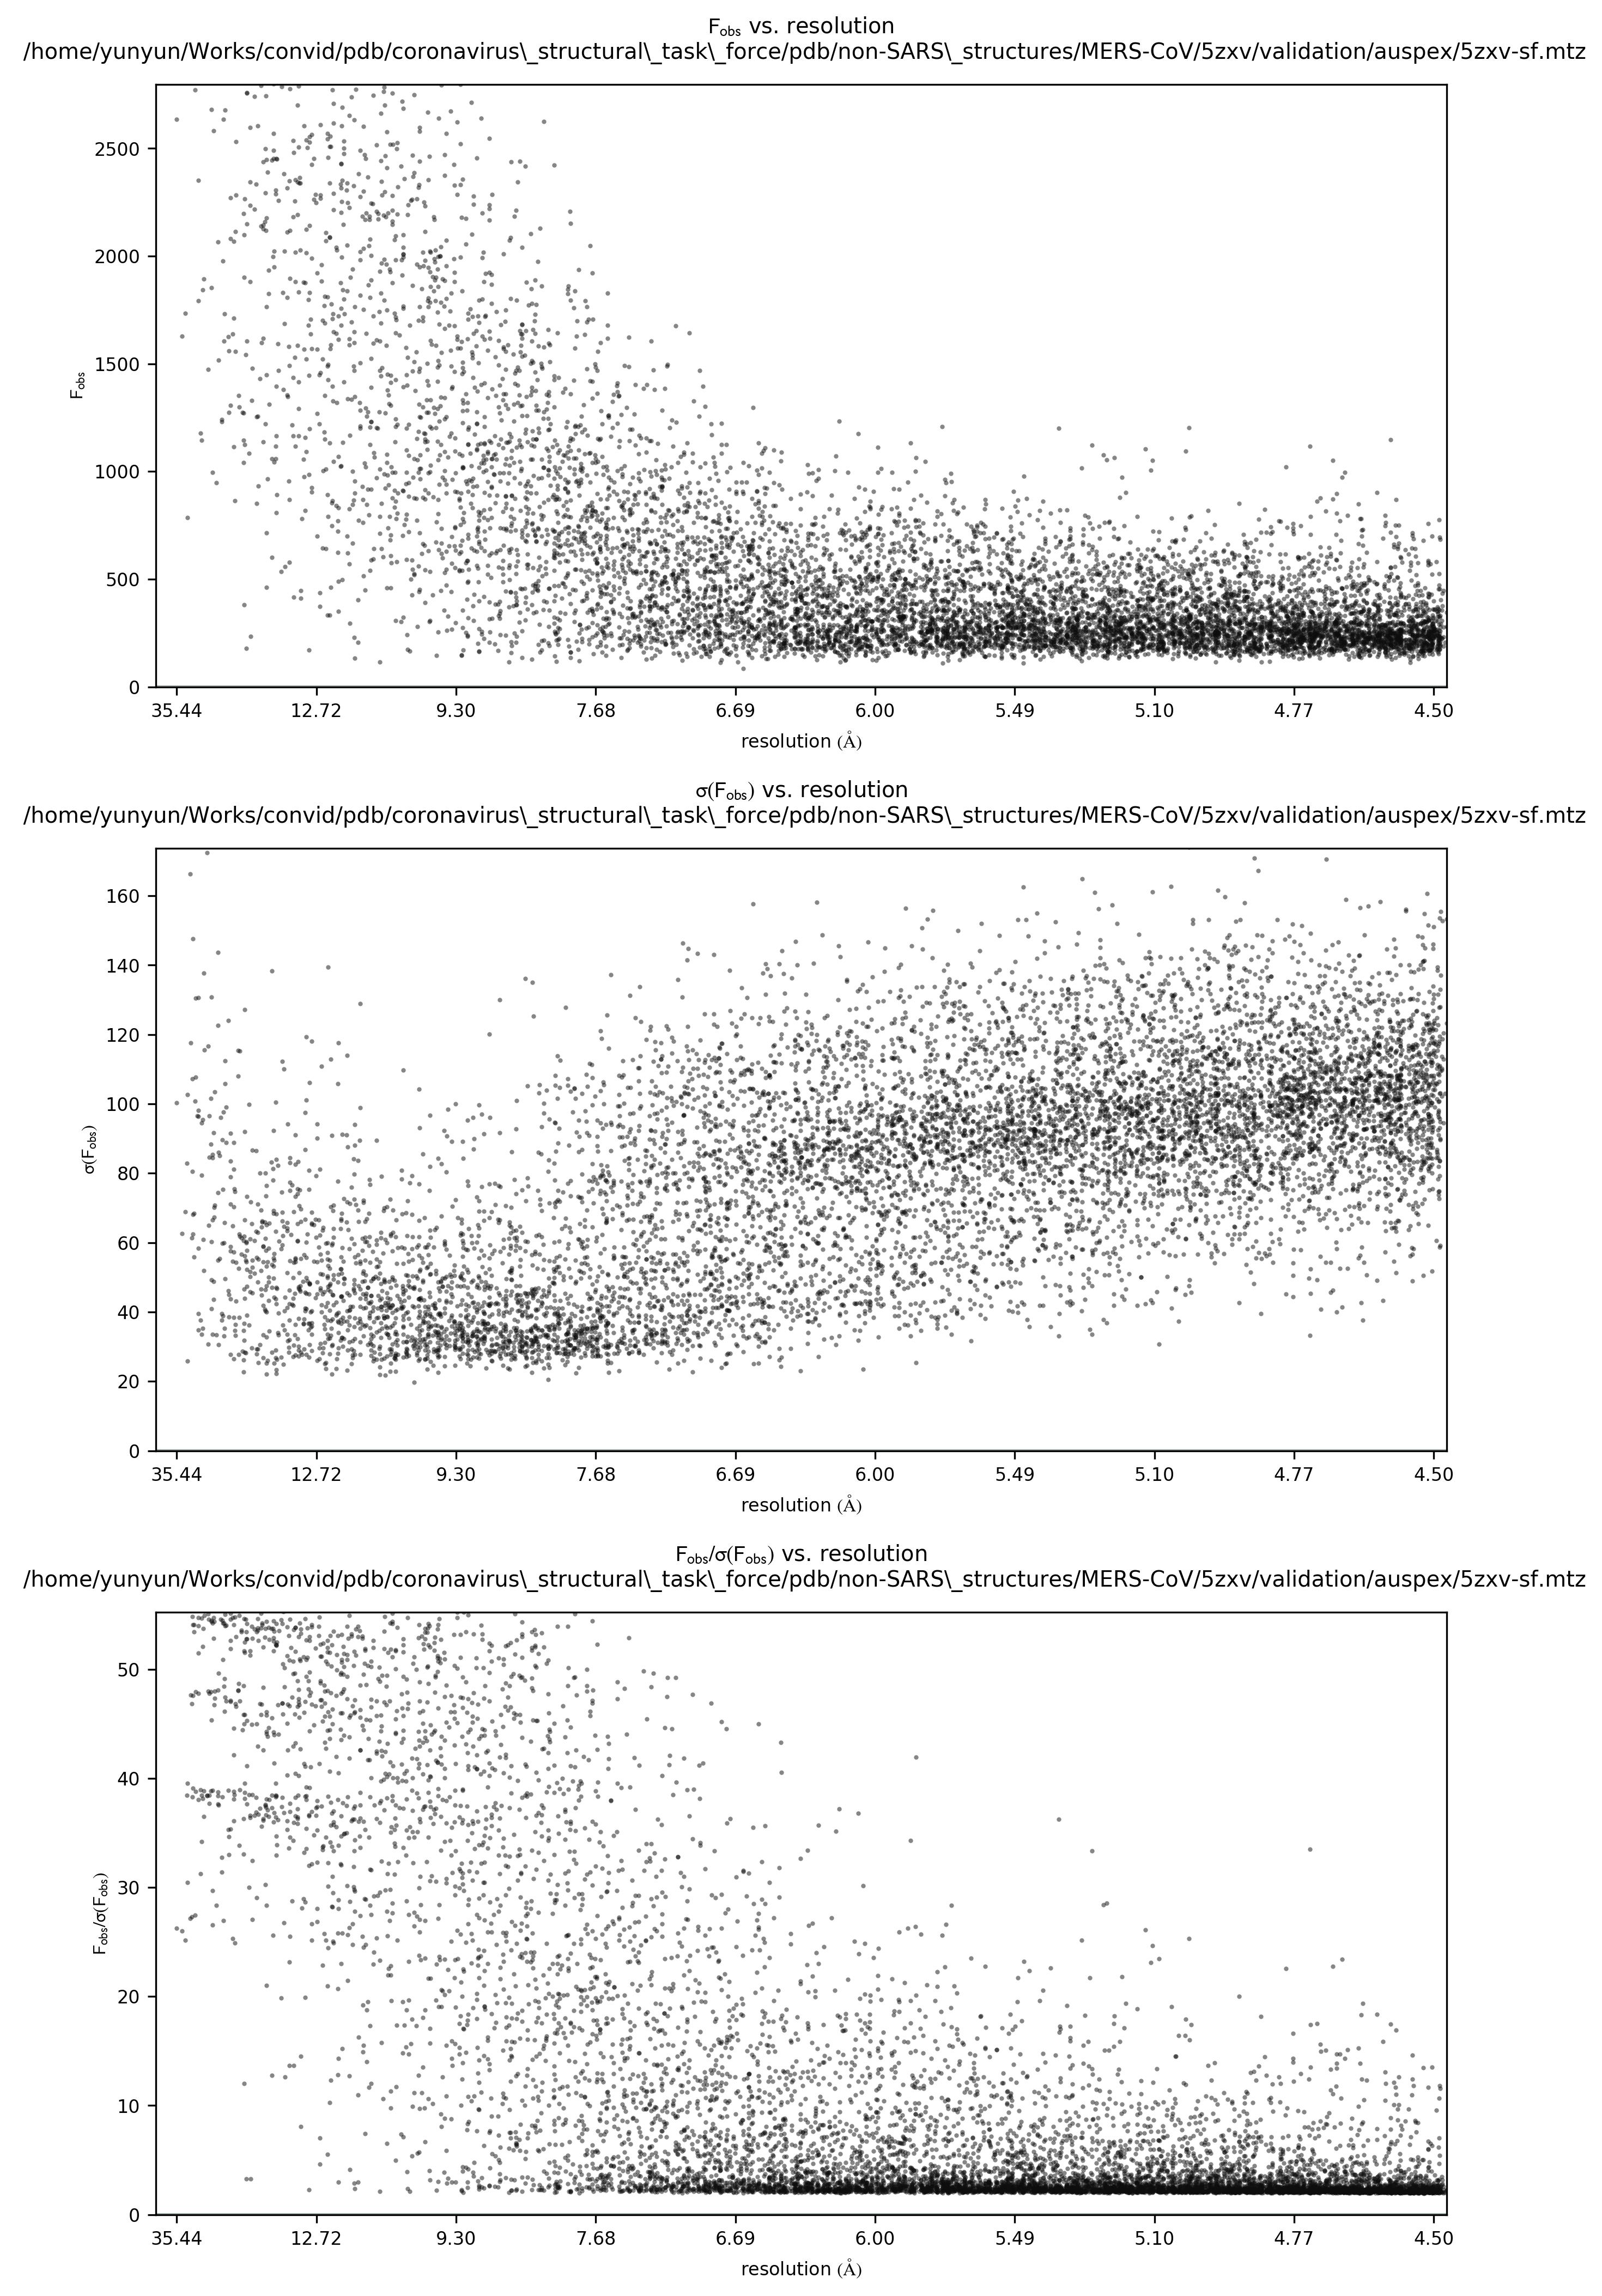 Fobs vs. resolution
/home/yunyun/Works/convid/pdb/coronavirus\_structural\_task\_force/pdb/non-SARS\_structures/MERS-CoV/5zxv/validation/auspex/5zxv-sf.mtz
2500
2000
1500
1000
500
0
Fobs
35.44 12.72 9.30 7.68 6.69 6.00 5.49 5.10 4.77 4.50
resolution (Å)
σ(Fobs) vs. resolution
/home/yunyun/Works/convid/pdb/coronavirus\_structural\_task\_force/pdb/non-SARS\_structures/MERS-CoV/5zxv/validation/auspex/5zxv-sf.mtz
160
140
120
100
80
60
40
20
0
σ(Fobs)
35.44 12.72 9.30 7.68 6.69 6.00 5.49 5.10 4.77 4.50
resolution (Å)
Fobs/σ(Fobs) vs. resolution
/home/yunyun/Works/convid/pdb/coronavirus\_structural\_task\_force/pdb/non-SARS\_structures/MERS-CoV/5zxv/validation/auspex/5zxv-sf.mtz
50
40
30
20
10
0
Fobs/σ(Fobs)
35.44 12.72 9.30 7.68 6.69 6.00 5.49 5.10 4.77 4.50
resolution (Å)